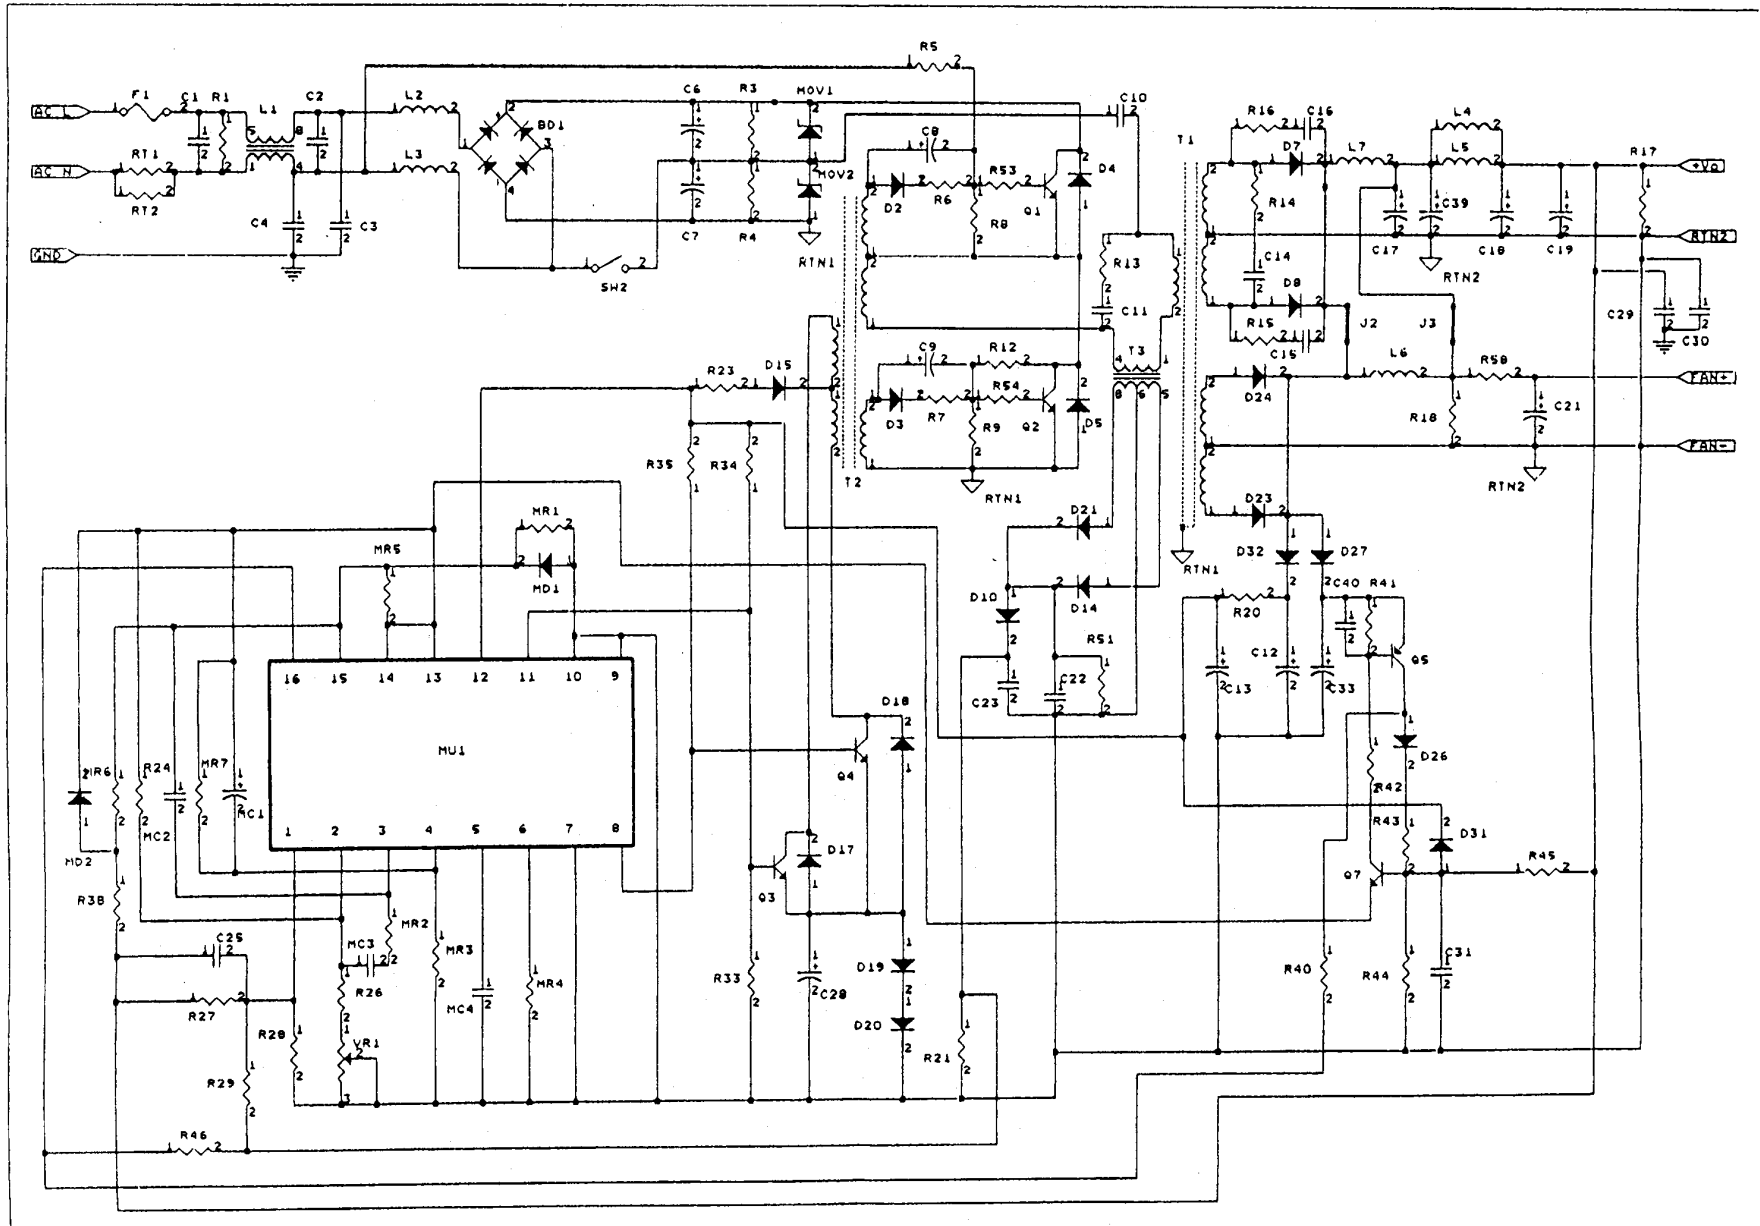 R5
F1 C1 R1 L1 C2 L2 C6 R3 MOV1 C10 R16 C16 L4
AC L BD1 C8 T1 D7 L7 L5 R17 +Vo
AC N RT1 L3 MOV2 R53 D4
RT2 D2 R6 Q1 R14
C4 C3 C7 R4 R8 C17 C39 C18 C19 RTN2
GND RTN1 R13 C14 RTN2
SW2 D8
C11 R15 J2 J3 C29 C30
C9 R12 T3 C15 L6
R23 D15 R54 D24 R58 FAN+
D3 R7 R9 Q2 D5 R18 C21
R35 R34 FAN-
T2 RTN1 RTN2
MR1 D21 D23
MR5 D32 D27
MD1 RTN1 C40 R41
D10 D14 R20
R51
16 15 14 13 12 11 10 9 C12 Q5
C23 C22 C13 C33
D18
MU1 D26
MR6 R24 MR7 Q4 R42
MC1 R43
1 2 3 4 5 6 7 8 D31
MC2 D17
MD2 R45
R38 Q3 Q7
MR2
C25 MC3 MR3
R26 R33 D19 R40 R44 C31
R27 MC4 MR4 C28
R28 VR1 D20 R21
R29
R46